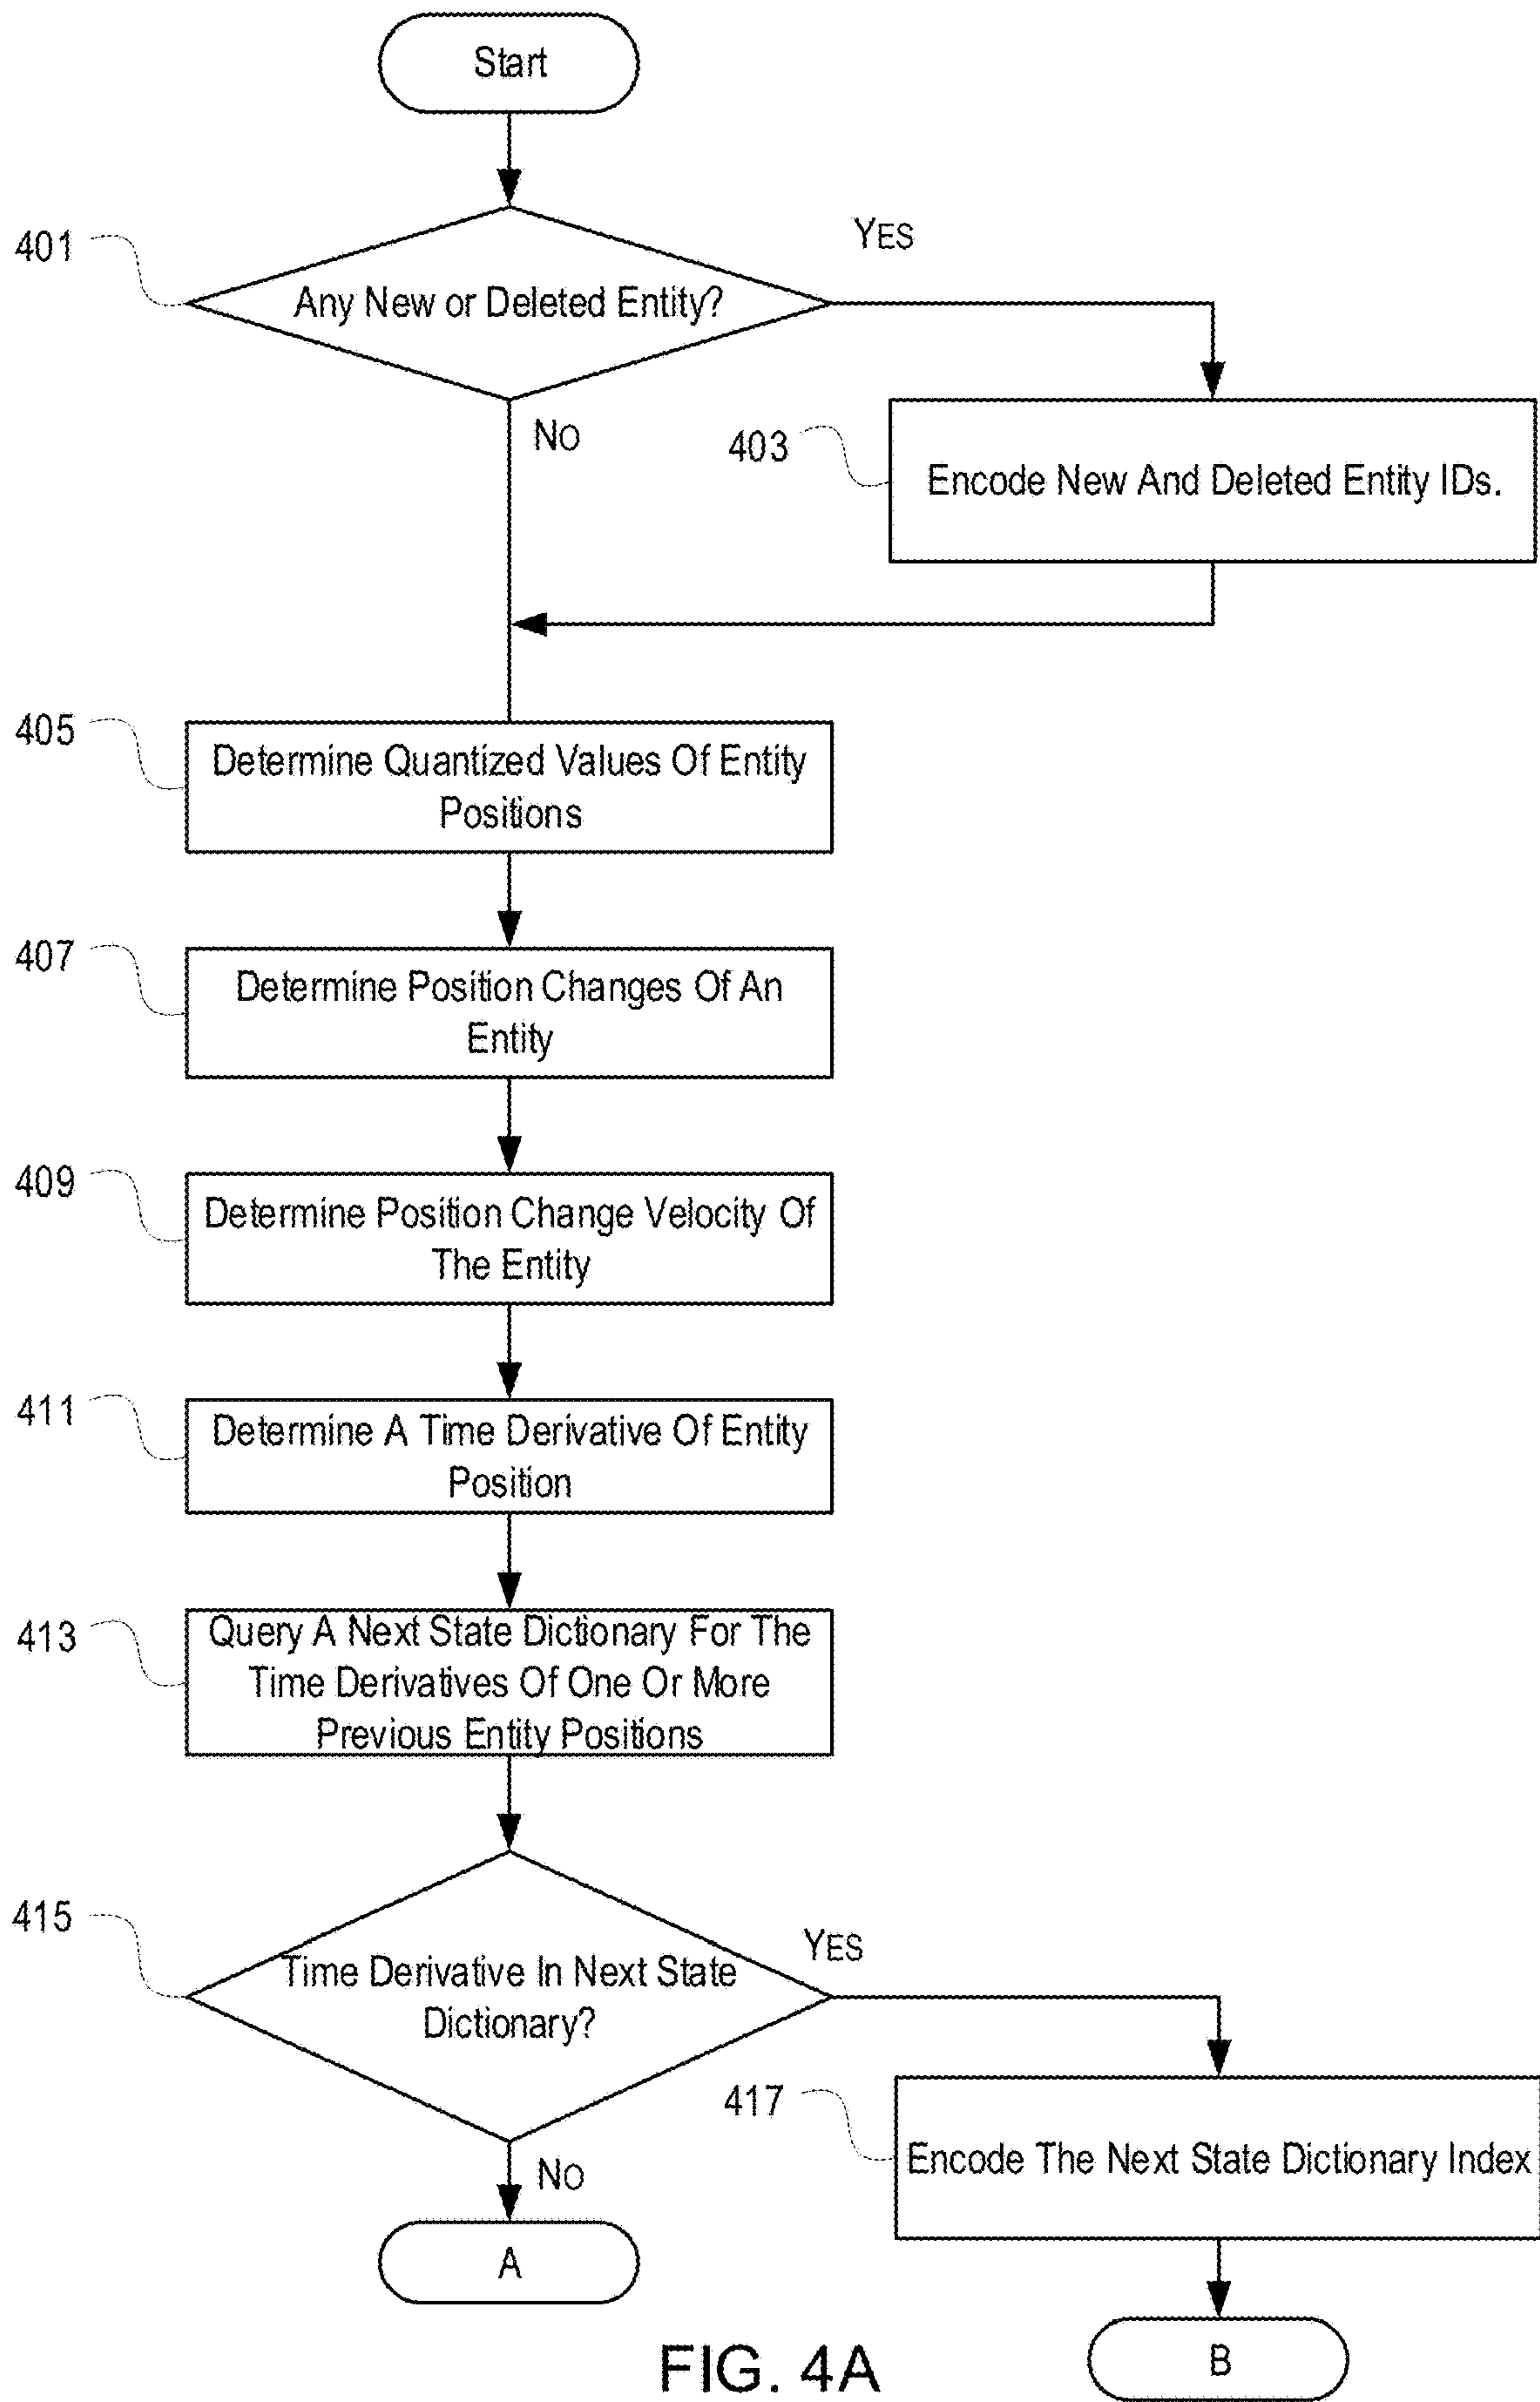 Start
401
Any New or Deleted Entity?
YES
NO
403
Encode New And Deleted Entity IDs.
405
Determine Quantized Values Of Entity
Positions
407
Determine Position Changes Of An
Entity
409
Determine Position Change Velocity Of
The Entity
411
Determine A Time Derivative Of Entity
Position
413
Query A Next State Dictionary For The
Time Derivatives Of One Or More
Previous Entity Positions
415
Time Derivative In Next State
Dictionary?
YES
NO
417
Encode The Next State Dictionary Index
A
B
FIG. 4A